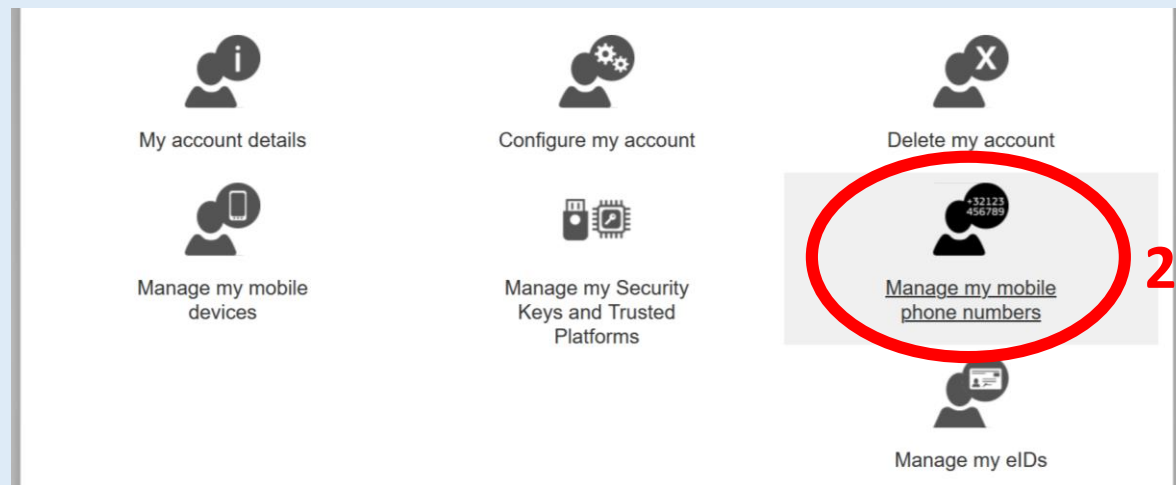 i
X
My account details
Configure my account
Delete my account
+32123
456789
2
Manage my mobile
devices
Manage my Security
Keys and Trusted
Platforms
Manage my mobile
phone numbers
Manage my eIDs